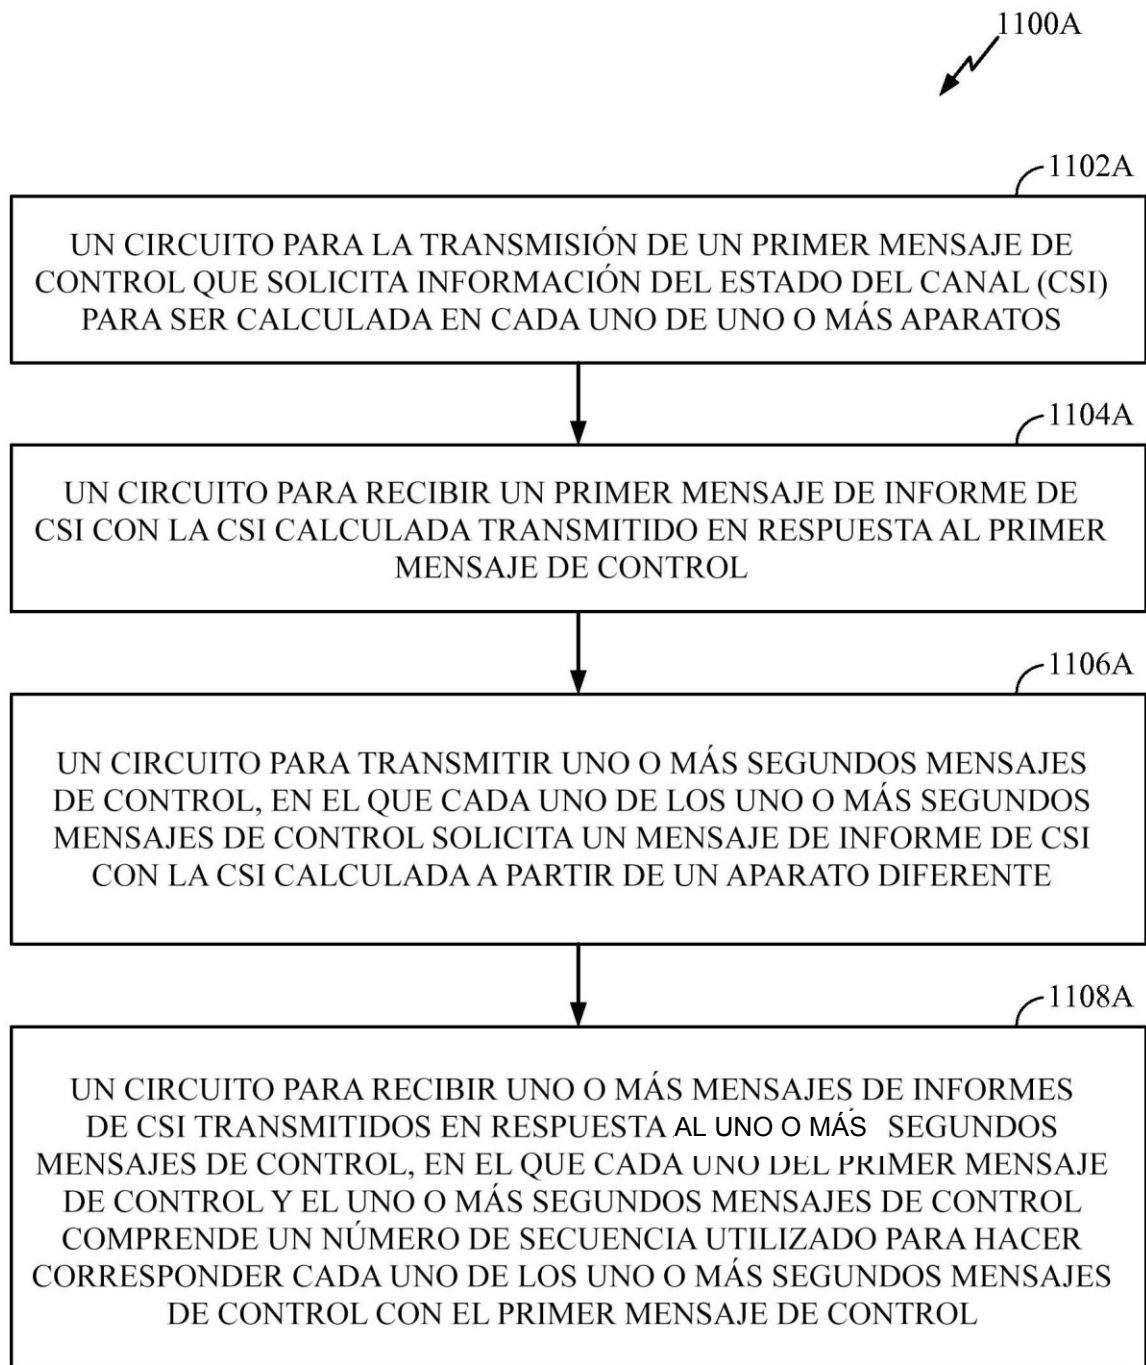 1100A
1102A
UN CIRCUITO PARA LA TRANSMISIÓN DE UN PRIMER MENSAJE DE
CONTROL QUE SOLICITA INFORMACIÓN DEL ESTADO DEL CANAL (CSI)
PARA SER CALCULADA EN CADA UNO DE UNO O MÁS APARATOS
1104A
UN CIRCUITO PARA RECIBIR UN PRIMER MENSAJE DE INFORME DE
CSI CON LA CSI CALCULADA TRANSMITIDO EN RESPUESTA AL PRIMER
MENSAJE DE CONTROL
1106A
UN CIRCUITO PARA TRANSMITIR UNO O MÁS SEGUNDOS MENSAJES
DE CONTROL, EN EL QUE CADA UNO DE LOS UNO O MÁS SEGUNDOS
MENSAJES DE CONTROL SOLICITA UN MENSAJE DE INFORME DE CSI
CON LA CSI CALCULADA A PARTIR DE UN APARATO DIFERENTE
1108A
UN CIRCUITO PARA RECIBIR UNO O MÁS MENSAJES DE INFORMES
DE CSI TRANSMITIDOS EN RESPUESTA AL UNO O MÁS SEGUNDOS
MENSAJES DE CONTROL, EN EL QUE CADA UNO DEL PRIMER MENSAJE
DE CONTROL Y EL UNO O MÁS SEGUNDOS MENSAJES DE CONTROL
COMPRENDE UN NÚMERO DE SECUENCIA UTILIZADO PARA HACER
CORRESPONDER CADA UNO DE LOS UNO O MÁS SEGUNDOS MENSAJES
DE CONTROL CON EL PRIMER MENSAJE DE CONTROL